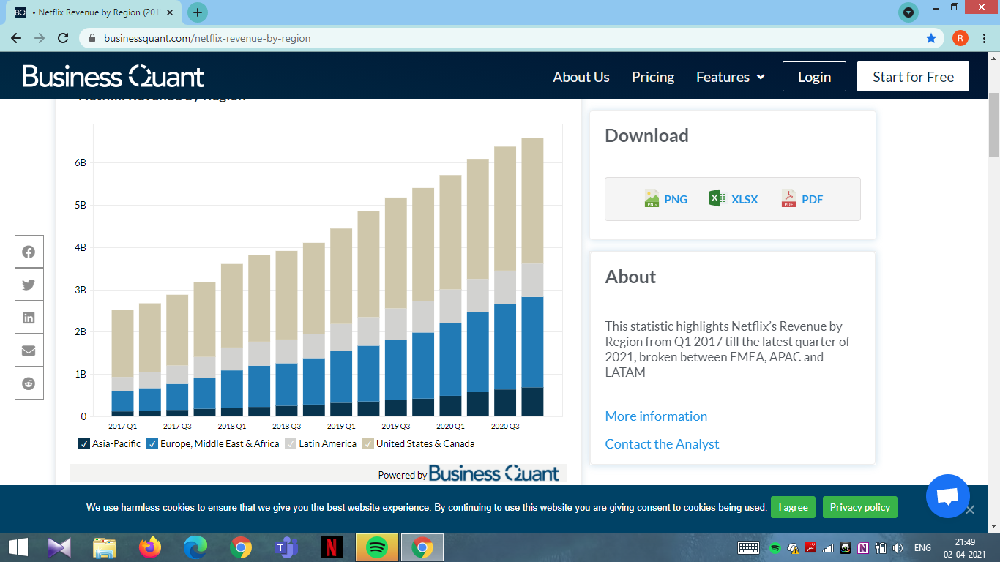 BQ • Netflix Revenue by Region (201
businessquant.com/netflix-revenue-by-region
R
Business Quant
About Us
Pricing
Features
Login
Start for Free
Netflix: Revenue by Region
6B
5B
4B
3B
2B
1B
0
2017 Q1
2017 Q3
2018 Q1
2018 Q3
2019 Q1
2019 Q3
2020 Q1
2020 Q3
Asia-Pacific
Europe, Middle East & Africa
Latin America
United States & Canada
Powered by Business Quant
Download
PNG
XLSX
PDF
About
This statistic highlights Netflix’s Revenue by
Region from Q1 2017 till the latest quarter of
2021, broken between EMEA, APAC and
LATAM
More information
Contact the Analyst
We use harmless cookies to ensure that we give you the best website experience. By continuing to use this website you are giving consent to cookies being used.
I agree
Privacy policy
ENG
21:49
02-04-2021